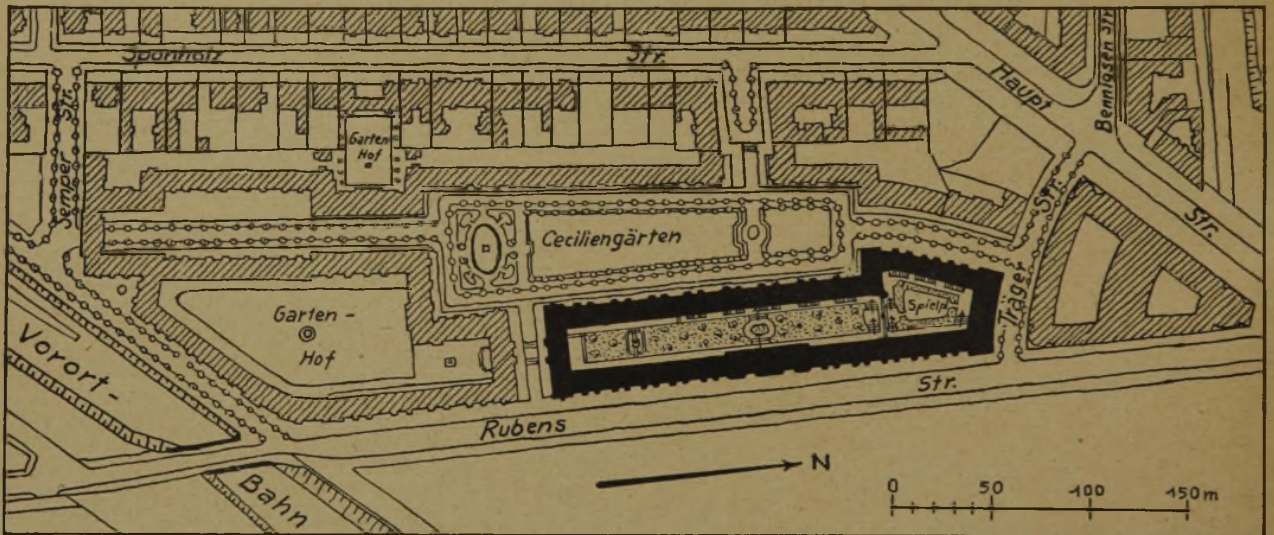 Sponholz Str.
Haupt Str.
Bennigsen Str.
Semper Str.
Garten-
Hof
Ceciliengärten
Träger Str.
Spielp.
Garten-
Hof
Vorort-
Bahn
Rubens Str.
N
0 50 100 150m